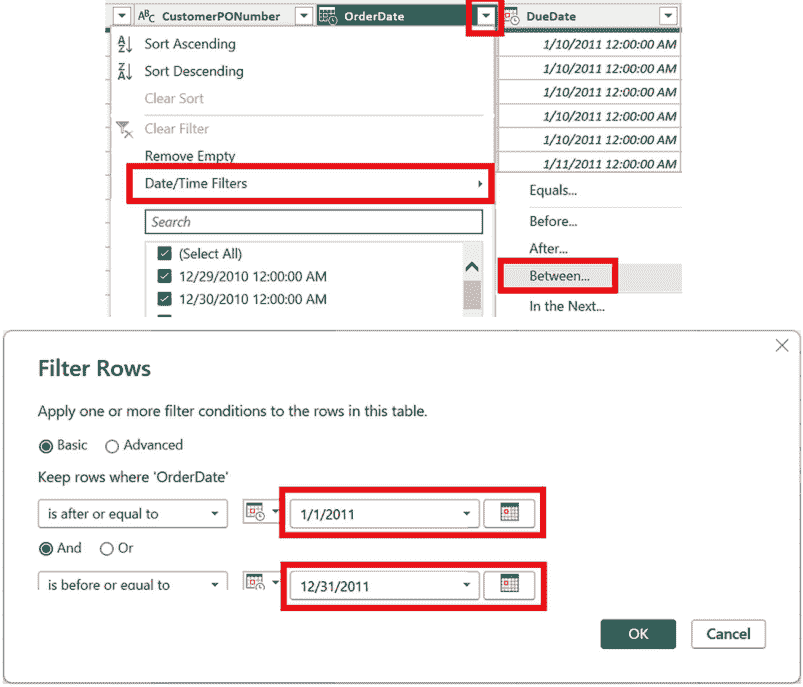 ABC CustomerPONumber OrderDate DueDate
Sort Ascending 1/10/2011 12:00:00 AM
Sort Descending 1/10/2011 12:00:00 AM
Clear Sort 1/10/2011 12:00:00 AM
Clear Filter 1/10/2011 12:00:00 AM
1/10/2011 12:00:00 AM
Remove Empty 1/11/2011 12:00:00 AM
Date/Time Filters Equals...
Search Before...
(Select All) After...
12/29/2010 12:00:00 AM Between...
12/30/2010 12:00:00 AM In the Next...
Filter Rows
Apply one or more filter conditions to the rows in this table.
Basic Advanced
Keep rows where 'OrderDate'
is after or equal to 1/1/2011
And Or
is before or equal to 12/31/2011
OK Cancel